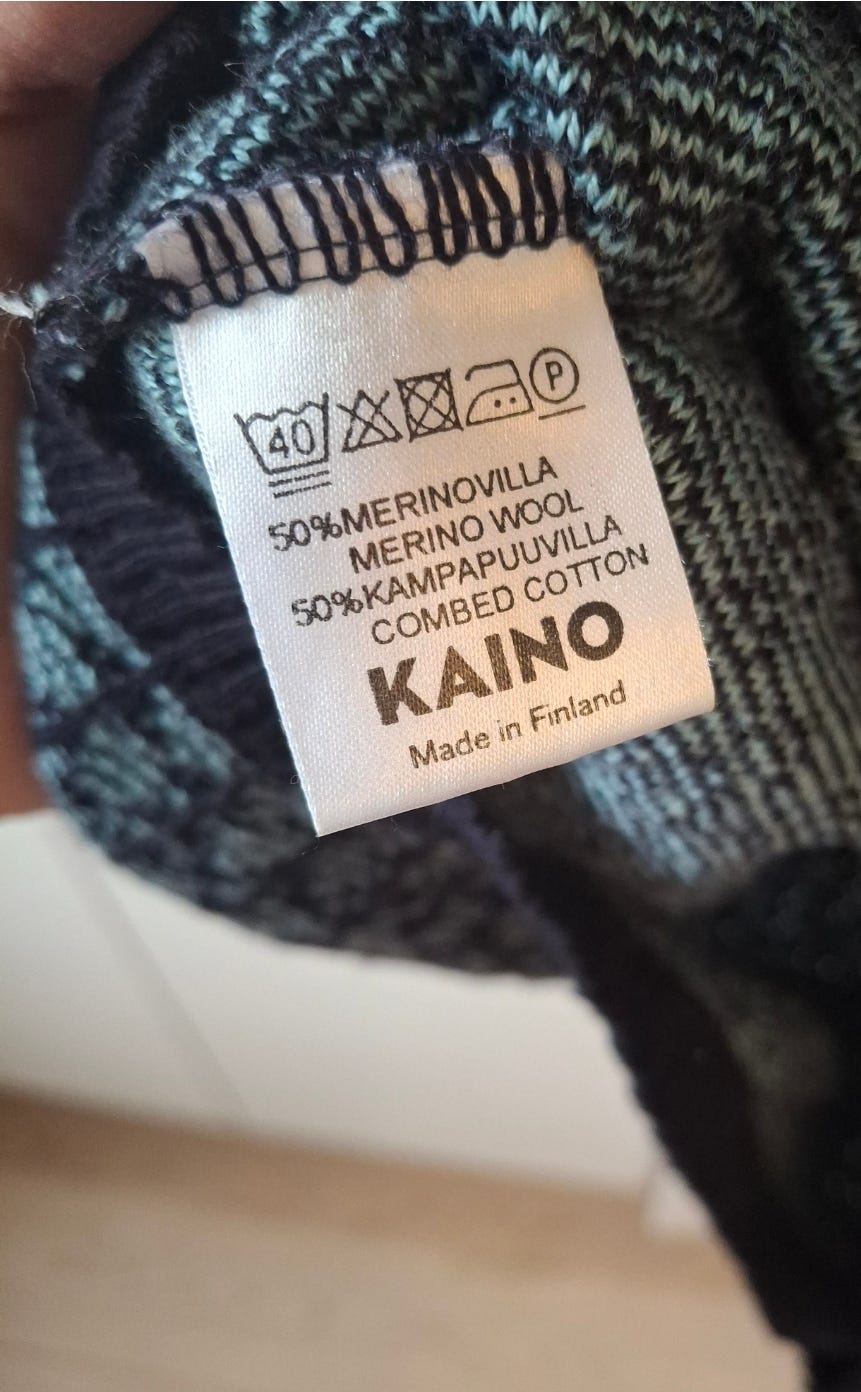 40 P
50%MERINOVILLA
MERINO WOOL
50%KAMPAPUUVILLA
COMBED COTTON
KAINO
Made in Finland